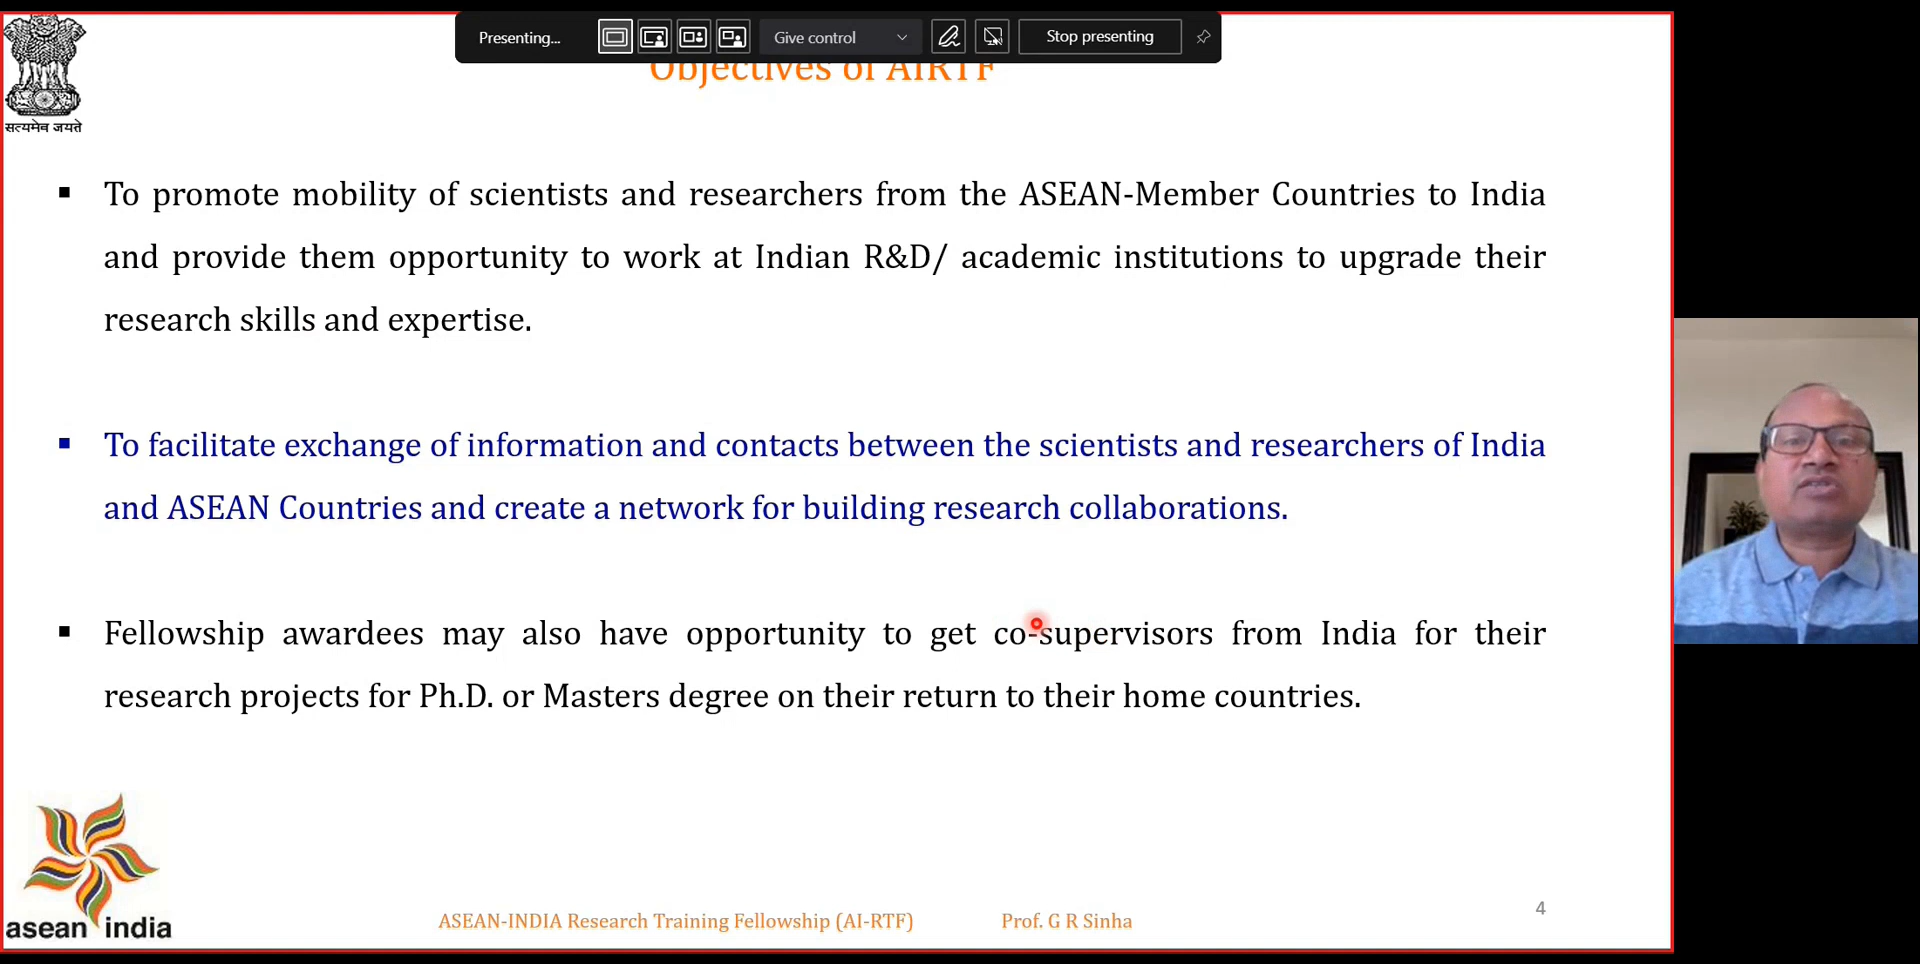 Presenting...
Give control
Stop presenting
Objectives of AIRTF
सत्यमेव जयते
▪ To promote mobility of scientists and researchers from the ASEAN-Member Countries to India
and provide them opportunity to work at Indian R&D/ academic institutions to upgrade their
research skills and expertise.
▪ To facilitate exchange of information and contacts between the scientists and researchers of India
and ASEAN Countries and create a network for building research collaborations.
▪ Fellowship awardees may also have opportunity to get co-supervisors from India for their
research projects for Ph.D. or Masters degree on their return to their home countries.
asean india
ASEAN-INDIA Research Training Fellowship (AI-RTF)
Prof. G R Sinha
4